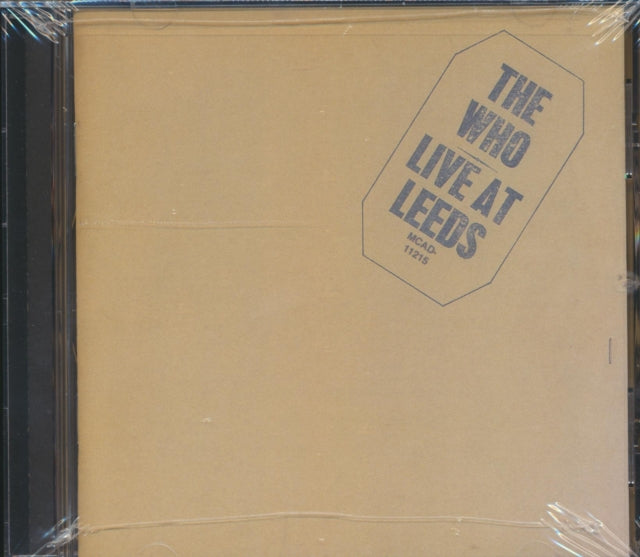 THE
WHO
LIVE AT
LEEDS
MCAD-
11215